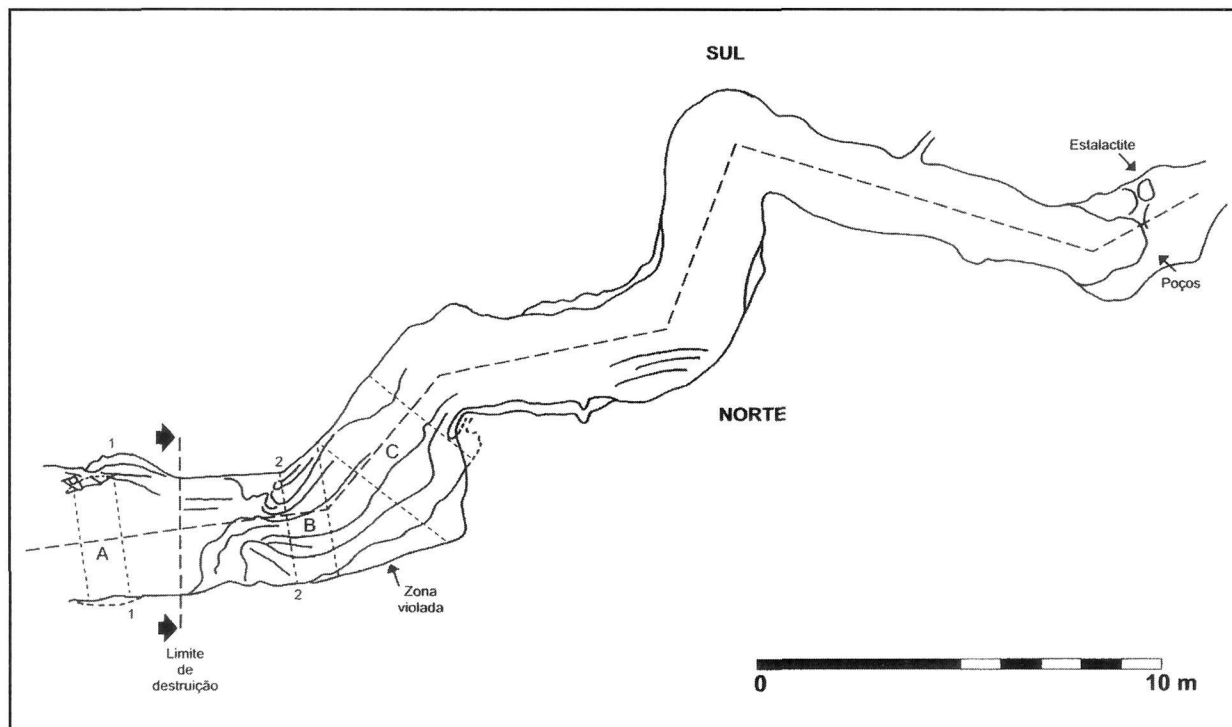 SUL
Estalactite
Poços
NORTE
C
1
2
B
A
1
2
Zona
violada
Limite
de
destruição
0
10 m